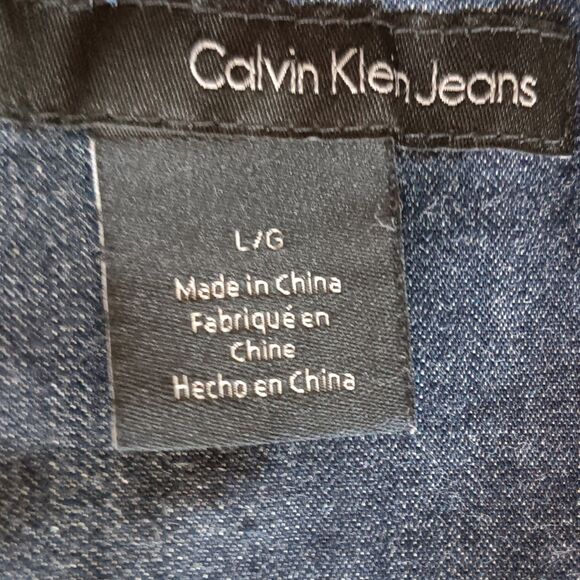 Calvin Klein Jeans
L/G
Made in China
Fabriqué en
Chine
Hecho en China